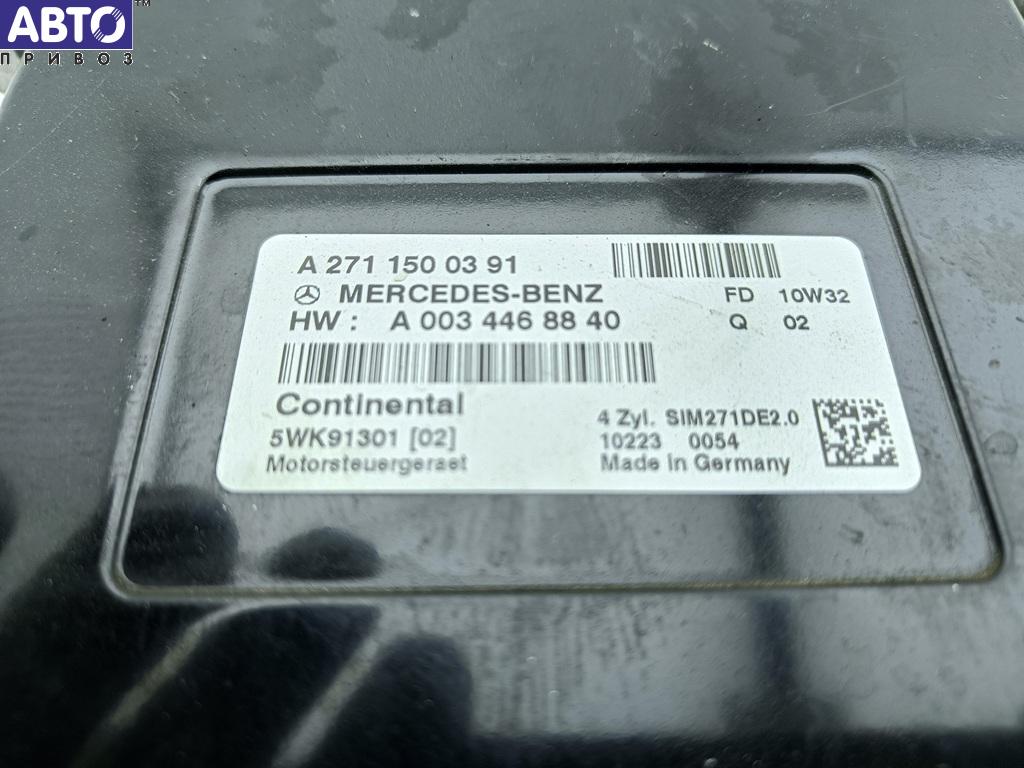 АВТО™
ПРИВОЗ
A 271 150 03 91
MERCEDES-BENZ FD 10W32
HW : A 003 446 88 40 Q 02
Continental
4 Zyl. SIM271DE2.0
5WK91301 [02] 10223 0054
Motorsteuergeraet Made in Germany